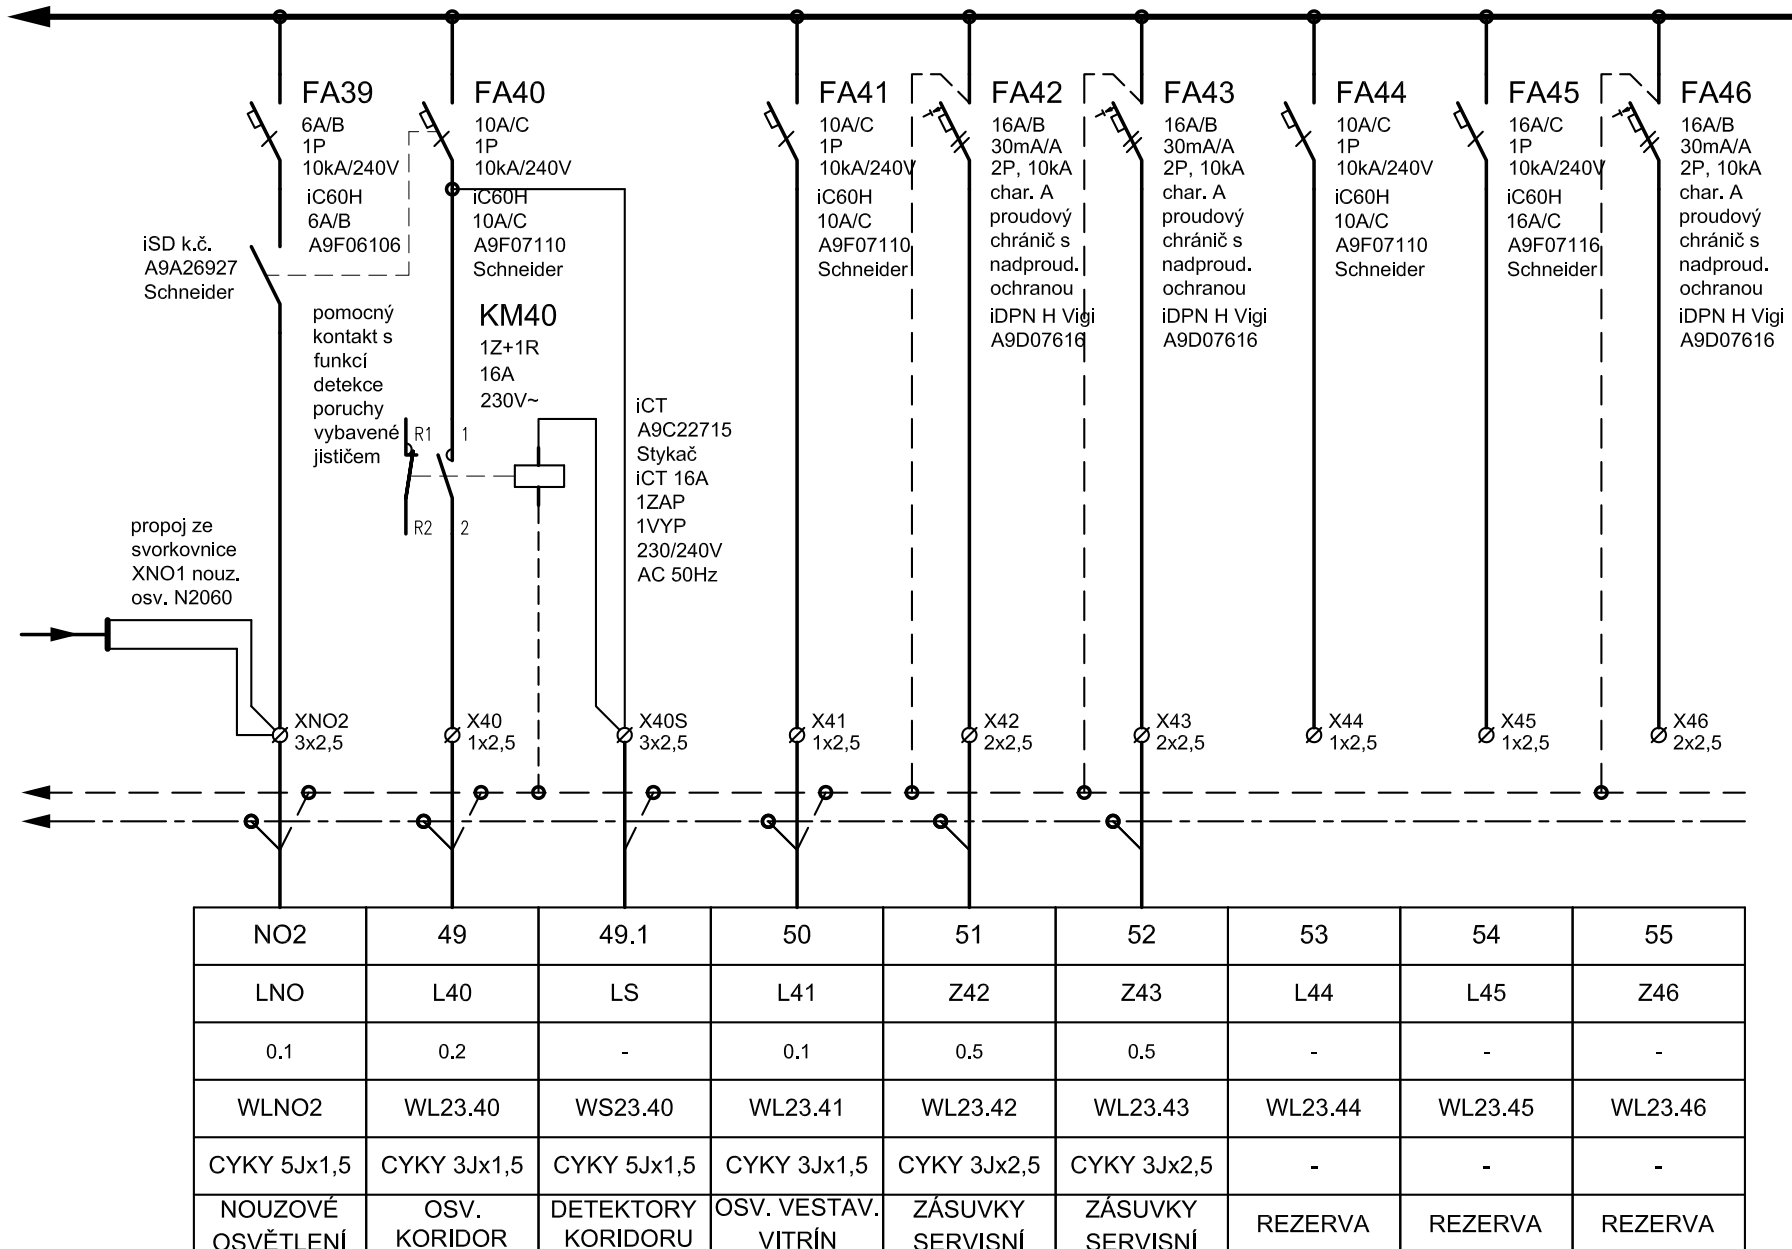 FA39
6A/B
1P
10kA/240V
iC60H
6A/B
A9F06106
iSD k.č.
A9A26927
Schneider
FA40
10A/C
1P
10kA/240V
iC60H
10A/C
A9F07110
Schneider
pomocný
kontakt s
funkcí
detekce
poruchy
vybavené
jističem
KM40
1Z+1R
16A
230V~
R1
1
R2
2
iCT
A9C22715
Stykač
iCT 16A
1ZAP
1VYP
230/240V
AC 50Hz
FA41
10A/C
1P
10kA/240V
iC60H
10A/C
A9F07110
Schneider
FA42
16A/B
30mA/A
2P, 10kA
char. A
proudový
chránič s
nadproud.
ochranou
iDPN H Vigi
A9D07616
FA43
16A/B
30mA/A
2P, 10kA
char. A
proudový
chránič s
nadproud.
ochranou
iDPN H Vigi
A9D07616
FA44
10A/C
1P
10kA/240V
iC60H
10A/C
A9F07110
Schneider
FA45
16A/C
1P
10kA/240V
iC60H
16A/C
A9F07116
Schneider
FA46
16A/B
30mA/A
2P, 10kA
char. A
proudový
chránič s
nadproud.
ochranou
iDPN H Vigi
A9D07616
propoj ze
svorkovnice
XNO1 nouz.
osv. N2060
XNO2
3x2,5
X40
1x2,5
X40S
3x2,5
X41
1x2,5
X42
2x2,5
X43
2x2,5
X44
1x2,5
X45
1x2,5
X46
2x2,5
NO2 49 49.1 50 51 52 53 54 55
LNO L40 LS L41 Z42 Z43 L44 L45 Z46
0.1 0.2 - 0.1 0.5 0.5 - - -
WLNO2 WL23.40 WS23.40 WL23.41 WL23.42 WL23.43 WL23.44 WL23.45 WL23.46
CYKY 5Jx1,5 CYKY 3Jx1,5 CYKY 5Jx1,5 CYKY 3Jx1,5 CYKY 3Jx2,5 CYKY 3Jx2,5 - - -
NOUZOVÉ
OSVĚTLENÍ
OSV.
KORIDOR
DETEKTORY
KORIDORU
OSV. VESTAV.
VITRÍN
ZÁSUVKY
SERVISNÍ
ZÁSUVKY
SERVISNÍ
REZERVA
REZERVA
REZERVA